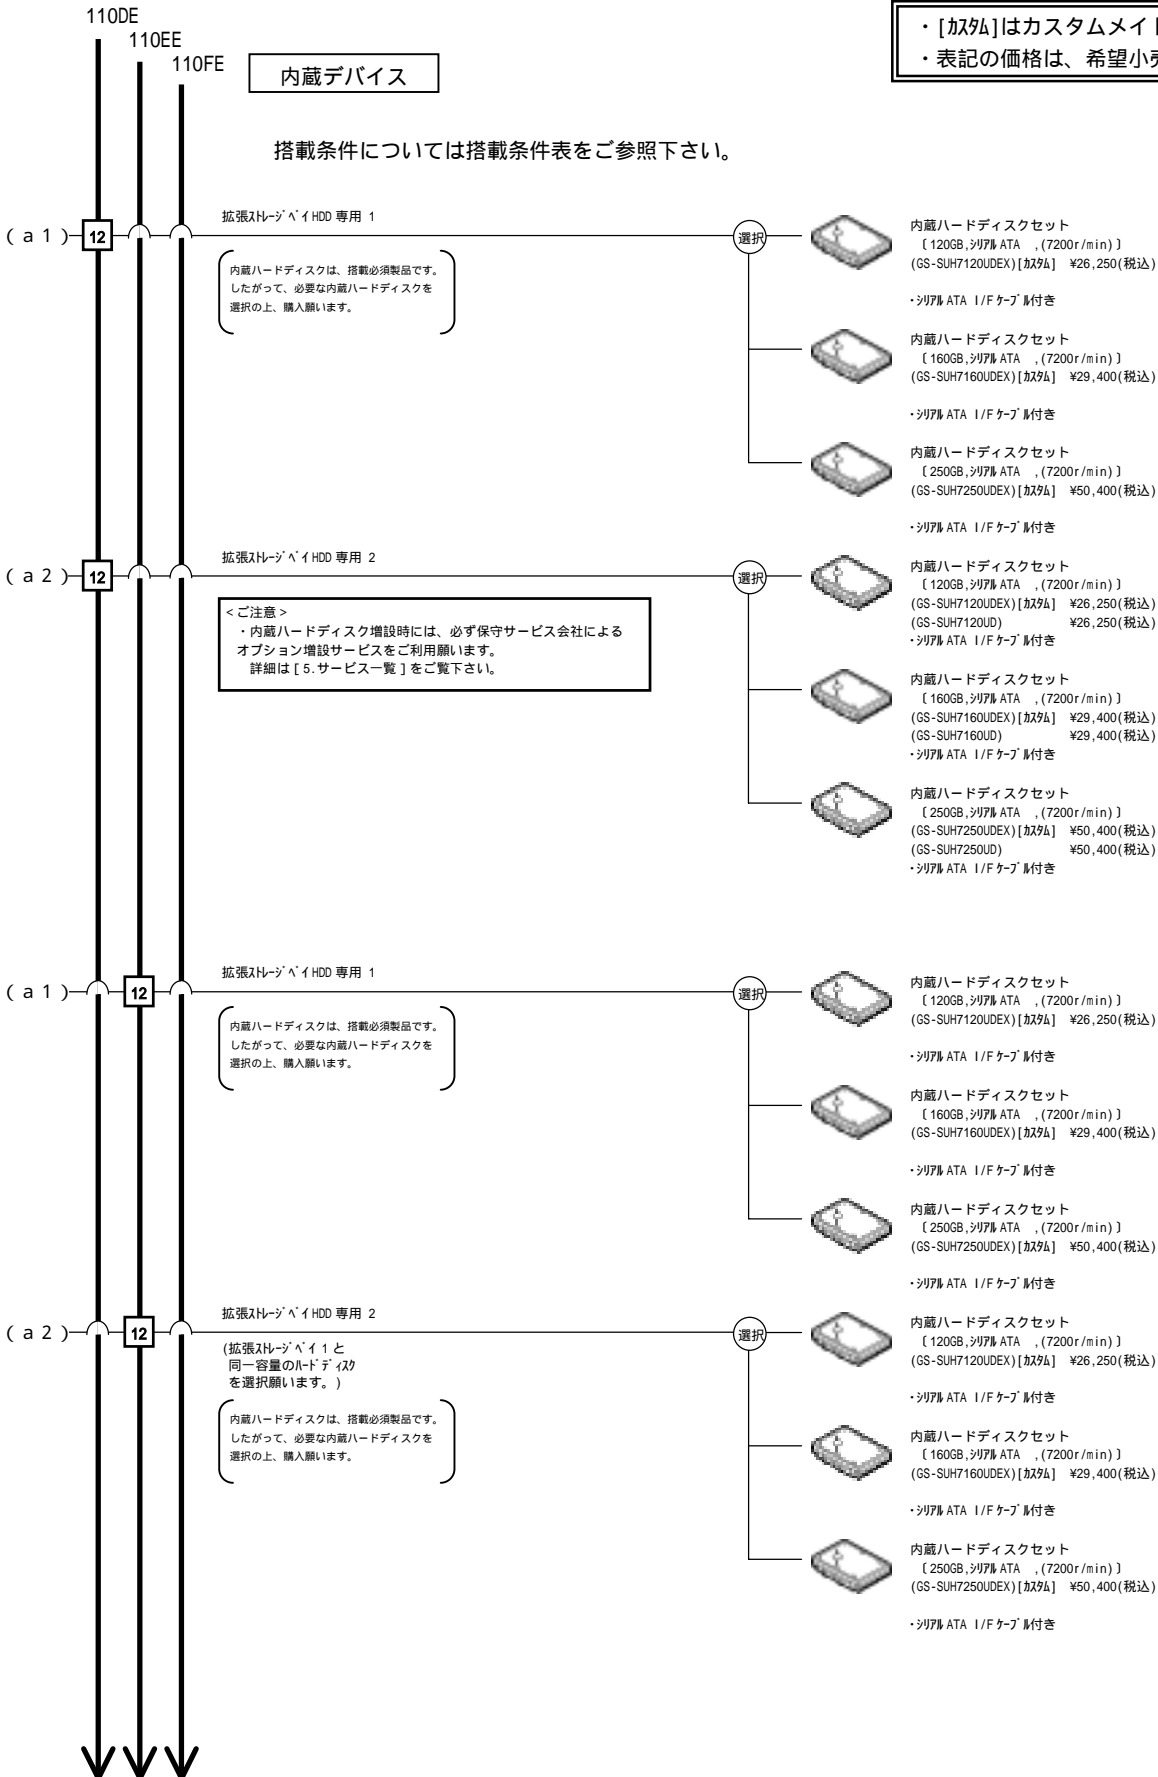 110DE
110EE
110FE
内蔵デバイス
・[カスタム]はカスタムメイ
・表記の価格は、希望小
搭載条件については搭載条件表をご参照下さい。
(a1)
12
拡張ストレージベイHDD 専用 1
内蔵ハードディスクは、搭載必須製品です。
したがって、必要な内蔵ハードディスクを
選択の上、購入願います。
選択
内蔵ハードディスクセット
〔120GB,シリアルATA ,(7200r/min)〕
(GS-SUH7120UDEX)[カスタム] ¥26,250(税込)
・シリアルATA I/Fケーブル付き
内蔵ハードディスクセット
〔160GB,シリアルATA ,(7200r/min)〕
(GS-SUH7160UDEX)[カスタム] ¥29,400(税込)
・シリアルATA I/Fケーブル付き
内蔵ハードディスクセット
〔250GB,シリアルATA ,(7200r/min)〕
(GS-SUH7250UDEX)[カスタム] ¥50,400(税込)
・シリアルATA I/Fケーブル付き
(a2)
12
拡張ストレージベイHDD 専用 2
<ご注意>
・内蔵ハードディスク増設時には、必ず保守サービス会社による
オプション増設サービスをご利用願います。
詳細は[5.サービス一覧]をご覧下さい。
選択
内蔵ハードディスクセット
〔120GB,シリアルATA ,(7200r/min)〕
(GS-SUH7120UDEX)[カスタム] ¥26,250(税込)
(GS-SUH7120UD) ¥26,250(税込)
・シリアルATA I/Fケーブル付き
内蔵ハードディスクセット
〔160GB,シリアルATA ,(7200r/min)〕
(GS-SUH7160UDEX)[カスタム] ¥29,400(税込)
(GS-SUH7160UD) ¥29,400(税込)
・シリアルATA I/Fケーブル付き
内蔵ハードディスクセット
〔250GB,シリアルATA ,(7200r/min)〕
(GS-SUH7250UDEX)[カスタム] ¥50,400(税込)
(GS-SUH7250UD) ¥50,400(税込)
・シリアルATA I/Fケーブル付き
(a1)
12
拡張ストレージベイHDD 専用 1
内蔵ハードディスクは、搭載必須製品です。
したがって、必要な内蔵ハードディスクを
選択の上、購入願います。
選択
内蔵ハードディスクセット
〔120GB,シリアルATA ,(7200r/min)〕
(GS-SUH7120UDEX)[カスタム] ¥26,250(税込)
・シリアルATA I/Fケーブル付き
内蔵ハードディスクセット
〔160GB,シリアルATA ,(7200r/min)〕
(GS-SUH7160UDEX)[カスタム] ¥29,400(税込)
・シリアルATA I/Fケーブル付き
内蔵ハードディスクセット
〔250GB,シリアルATA ,(7200r/min)〕
(GS-SUH7250UDEX)[カスタム] ¥50,400(税込)
・シリアルATA I/Fケーブル付き
(a2)
12
拡張ストレージベイHDD 専用 2
(拡張ストレージベイ1と
同一容量のハードディスク
を選択願います。)
内蔵ハードディスクは、搭載必須製品です。
したがって、必要な内蔵ハードディスクを
選択の上、購入願います。
選択
内蔵ハードディスクセット
〔120GB,シリアルATA ,(7200r/min)〕
(GS-SUH7120UDEX)[カスタム] ¥26,250(税込)
・シリアルATA I/Fケーブル付き
内蔵ハードディスクセット
〔160GB,シリアルATA ,(7200r/min)〕
(GS-SUH7160UDEX)[カスタム] ¥29,400(税込)
・シリアルATA I/Fケーブル付き
内蔵ハードディスクセット
〔250GB,シリアルATA ,(7200r/min)〕
(GS-SUH7250UDEX)[カスタム] ¥50,400(税込)
・シリアルATA I/Fケーブル付き